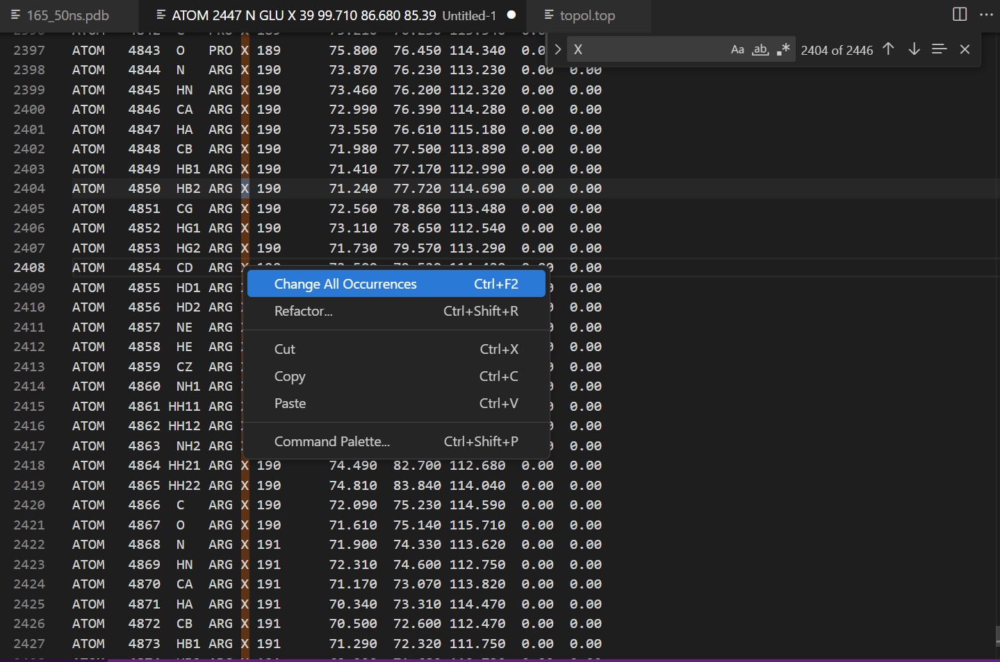 165_50ns.pdb
ATOM 2447 N GLU X 39 99.710 86.680 85.39 Untitled-1
topol.top
X Aa ab .* 2404 of 2446
2397 ATOM 4843 O PRO X 189 75.800 76.450 114.340
2398 ATOM 4844 N ARG X 190 73.870 76.230 113.230 0.00 0.00
2399 ATOM 4845 HN ARG X 190 73.460 76.200 112.320 0.00 0.00
2400 ATOM 4846 CA ARG X 190 72.990 76.390 114.280 0.00 0.00
2401 ATOM 4847 HA ARG X 190 73.550 76.610 115.180 0.00 0.00
2402 ATOM 4848 CB ARG X 190 71.980 77.500 113.890 0.00 0.00
2403 ATOM 4849 HB1 ARG X 190 71.410 77.170 112.990 0.00 0.00
2404 ATOM 4850 HB2 ARG X 190 71.240 77.720 114.690 0.00 0.00
2405 ATOM 4851 CG ARG X 190 72.560 78.860 113.480 0.00 0.00
2406 ATOM 4852 HG1 ARG X 190 73.110 78.650 112.540 0.00 0.00
2407 ATOM 4853 HG2 ARG X 190 71.730 79.570 113.290 0.00 0.00
2408 ATOM 4854 CD ARG 0.00
Change All Occurrences Ctrl+F2
2409 ATOM 4855 HD1 ARG 0.00
2410 ATOM 4856 HD2 ARG 0.00
Refactor... Ctrl+Shift+R
2411 ATOM 4857 NE ARG 0.00
2412 ATOM 4858 HE ARG 0.00
Cut Ctrl+X
2413 ATOM 4859 CZ ARG 0.00
Copy Ctrl+C
2414 ATOM 4860 NH1 ARG 0.00
Paste Ctrl+V
2415 ATOM 4861 HH11 ARG 0.00
2416 ATOM 4862 HH12 ARG 0.00
Command Palette... Ctrl+Shift+P
2417 ATOM 4863 NH2 ARG 0.00
2418 ATOM 4864 HH21 ARG X 190 74.490 82.700 112.680 0.00 0.00
2419 ATOM 4865 HH22 ARG X 190 74.810 83.840 114.040 0.00 0.00
2420 ATOM 4866 C ARG X 190 72.090 75.230 114.590 0.00 0.00
2421 ATOM 4867 O ARG X 190 71.610 75.140 115.710 0.00 0.00
2422 ATOM 4868 N ARG X 191 71.900 74.330 113.620 0.00 0.00
2423 ATOM 4869 HN ARG X 191 72.310 74.600 112.750 0.00 0.00
2424 ATOM 4870 CA ARG X 191 71.170 73.070 113.820 0.00 0.00
2425 ATOM 4871 HA ARG X 191 70.340 73.310 114.470 0.00 0.00
2426 ATOM 4872 CB ARG X 191 70.500 72.600 112.470 0.00 0.00
2427 ATOM 4873 HB1 ARG X 191 71.290 72.320 111.750 0.00 0.00